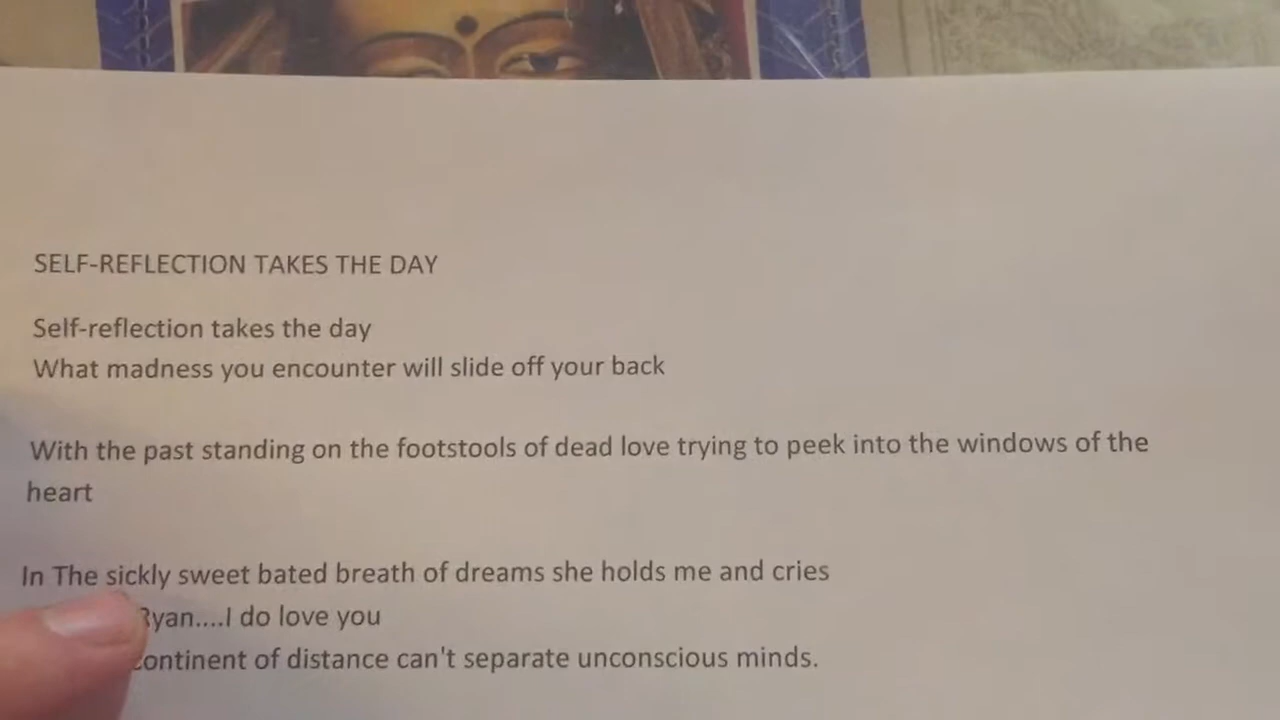 SELF-REFLECTION TAKES THE DAY
Self-reflection takes the day
What madness you encounter will slide off your back
With the past standing on the footstools of dead love trying to peek into the windows of the
heart
In The sickly sweet bated breath of dreams she holds me and cries
Ryan....I do love you
continent of distance can't separate unconscious minds.